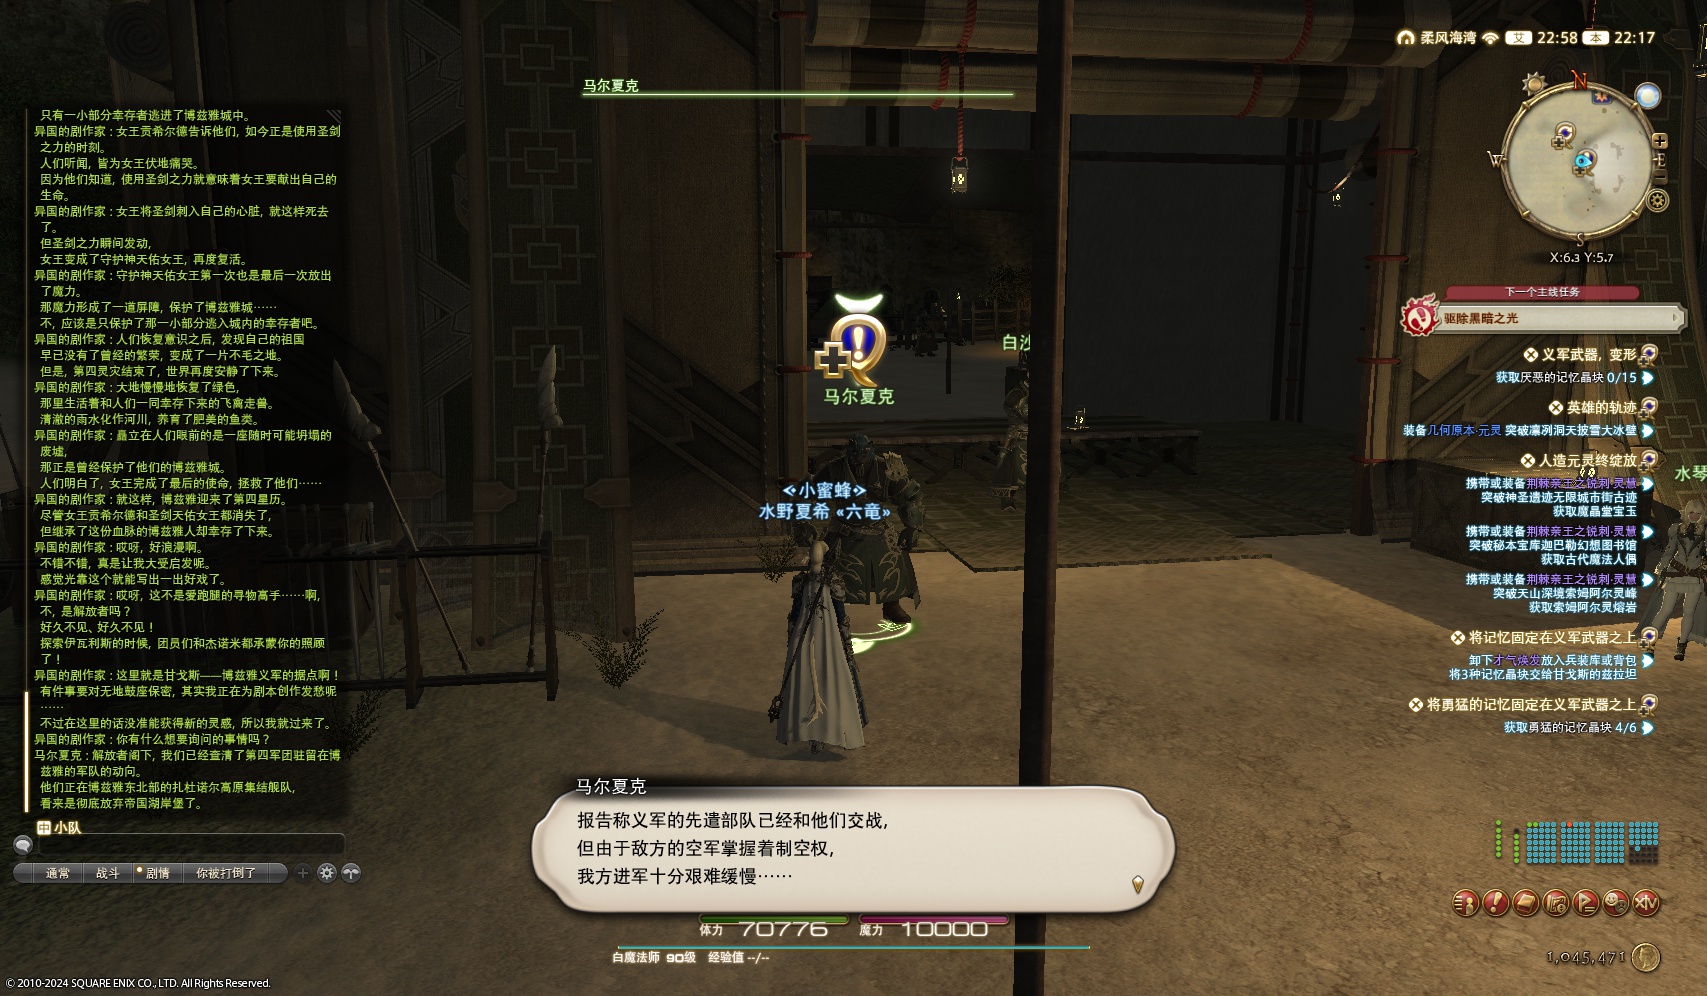 柔风海湾 艾 22:58 本 22:17
马尔夏克
只有一小部分幸存者逃进了博兹雅城中。
异国的剧作家：女王贡希尔德告诉他们，如今正是使用圣剑
之力的时刻。
人们听闻，皆为女王伏地痛哭。
因为他们知道，使用圣剑之力就意味着女王要献出自己的
生命。
异国的剧作家：女王将圣剑刺入自己的心脏，就这样死去
了。
但圣剑之力瞬间发动，
女王变成了守护神天佑女王，再度复活。
异国的剧作家：守护神天佑女王第一次也是最后一次放出
了魔力。
那魔力形成了一道屏障，保护了博兹雅城……
不，应该是只保护了那一小部分逃入城内的幸存者吧。
异国的剧作家：人们恢复意识之后，发现自己的祖国
早已没有了曾经的繁荣，变成了一片不毛之地。
但是，第四灵灾结束了，世界再度安静了下来。
异国的剧作家：大地慢慢地恢复了绿色，
那里生活着和人们一同幸存下来的飞禽走兽。
清澈的雨水化作河川，养育了肥美的鱼类。
异国的剧作家：矗立在人们眼前的是一座随时可能坍塌的
废墟，
那正是曾经保护了他们的博兹雅城。
人们明白了，女王完成了最后的使命，拯救了他们……
异国的剧作家：就这样，博兹雅迎来了第四星历。
尽管女王贡希尔德和圣剑天佑女王都消失了，
但继承了这份血脉的博兹雅人却幸存了下来。
异国的剧作家：哎呀，好浪漫啊。
不错不错，真是让我大受启发呢。
感觉光靠这个就能写出一出好戏了。
异国的剧作家：哎呀，这不是爱跑腿的寻物高手……啊，
不，是解放者吗？
好久不见、好久不见！
探索伊瓦利斯的时候，团员们和杰诺米都承蒙你的照顾
了！
异国的剧作家：这里就是甘戈斯——博兹雅义军的据点啊！
有件事要对无地鼓座保密，其实我正在为剧本创作发愁呢
……
不过在这里的话没准能获得新的灵感，所以我就过来了。
异国的剧作家：你有什么想要询问的事情吗？
马尔夏克：解放者阁下，我们已经查清了第四军团驻留在博
兹雅的军队的动向。
他们正在博兹雅东北部的扎杜诺尔高原集结舰队，
看来是彻底放弃帝国湖岸堡了。
小队
通常 战斗 剧情 你被打倒了
马尔夏克
白沙
小蜜蜂
水野夏希 «六竜»
水琴
N
W
E
S
X:6.3 Y:5.7
下一个主线任务
驱除黑暗之光
义军武器，变形
获取厌恶的记忆晶块 0/15
英雄的轨迹
装备几何原本·元灵 突破凛冽洞天披雪大冰壁
人造元灵终绽放
携带或装备荆棘亲王之锐刺·灵慧
突破神圣遗迹无限城市街古迹
获取魔晶堂宝玉
携带或装备荆棘亲王之锐刺·灵慧
突破秘本宝库迦巴勒幻想图书馆
获取古代魔法人偶
携带或装备荆棘亲王之锐刺·灵慧
突破天山深境索姆阿尔灵峰
获取索姆阿尔灵熔岩
将记忆固定在义军武器之上
卸下才气焕发放入兵装库或背包
将3种记忆晶块交给甘戈斯的兹拉坦
将勇猛的记忆固定在义军武器之上
获取勇猛的记忆晶块 4/6
马尔夏克
报告称义军的先遣部队已经和他们交战，
但由于敌方的空军掌握着制空权，
我方进军十分艰难缓慢……
体力 70776 魔力 10000
白魔法师 90级 经验值 --/--
XIV
1,045,471
© 2010-2024 SQUARE ENIX CO., LTD. All Rights Reserved.